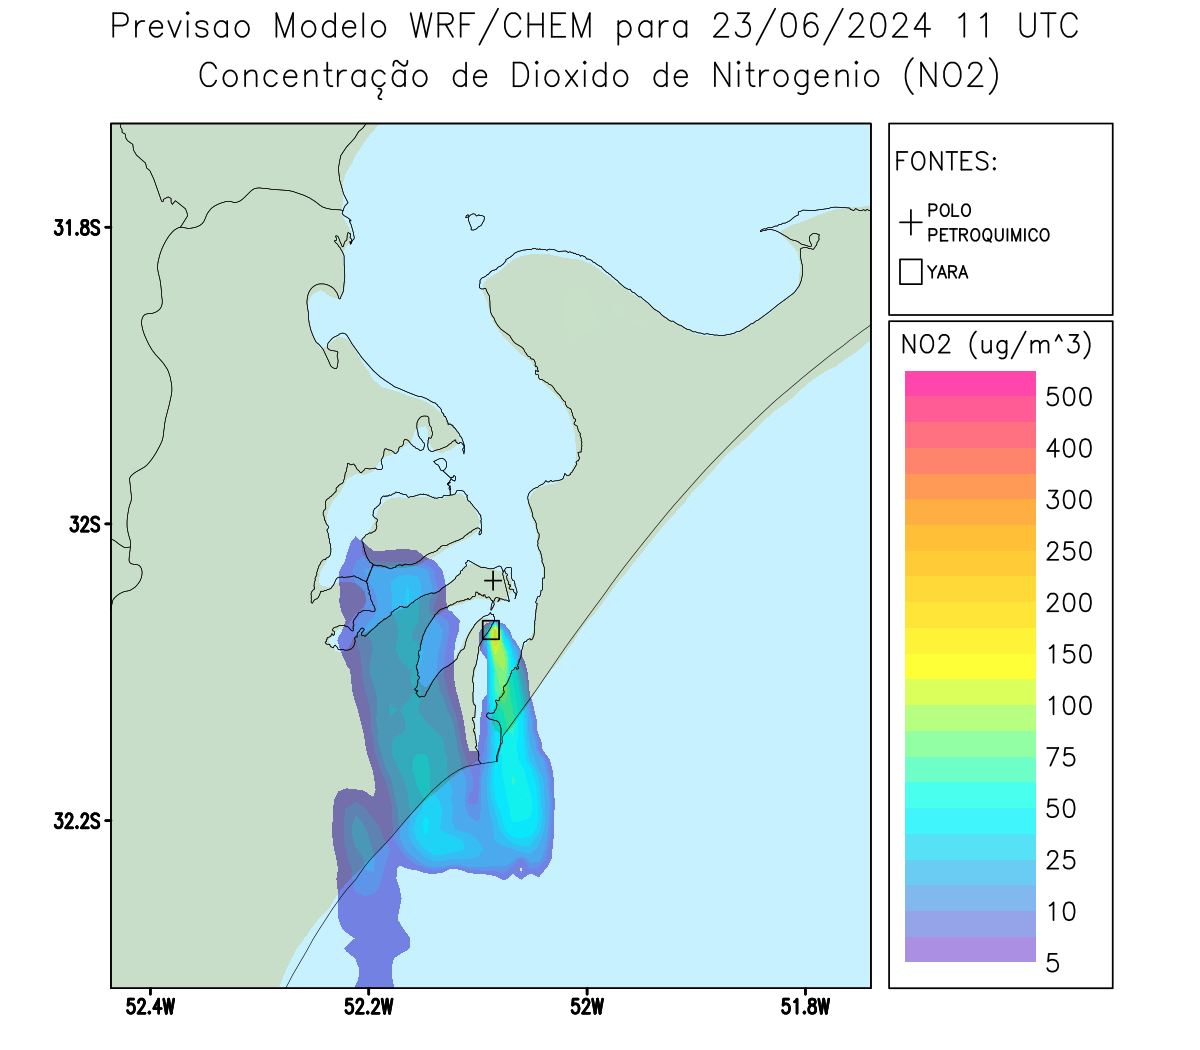 Previsao Modelo WRF/CHEM para 23/06/2024 11 UTC
Concentração de Dioxido de Nitrogenio (NO2)
FONTES:
POLO
PETROQUIMICO
YARA
NO2 (ug/m^3)
500
400
300
250
200
150
100
75
50
25
10
5
31.8S
32S
32.2S
52.4W
52.2W
52W
51.8W